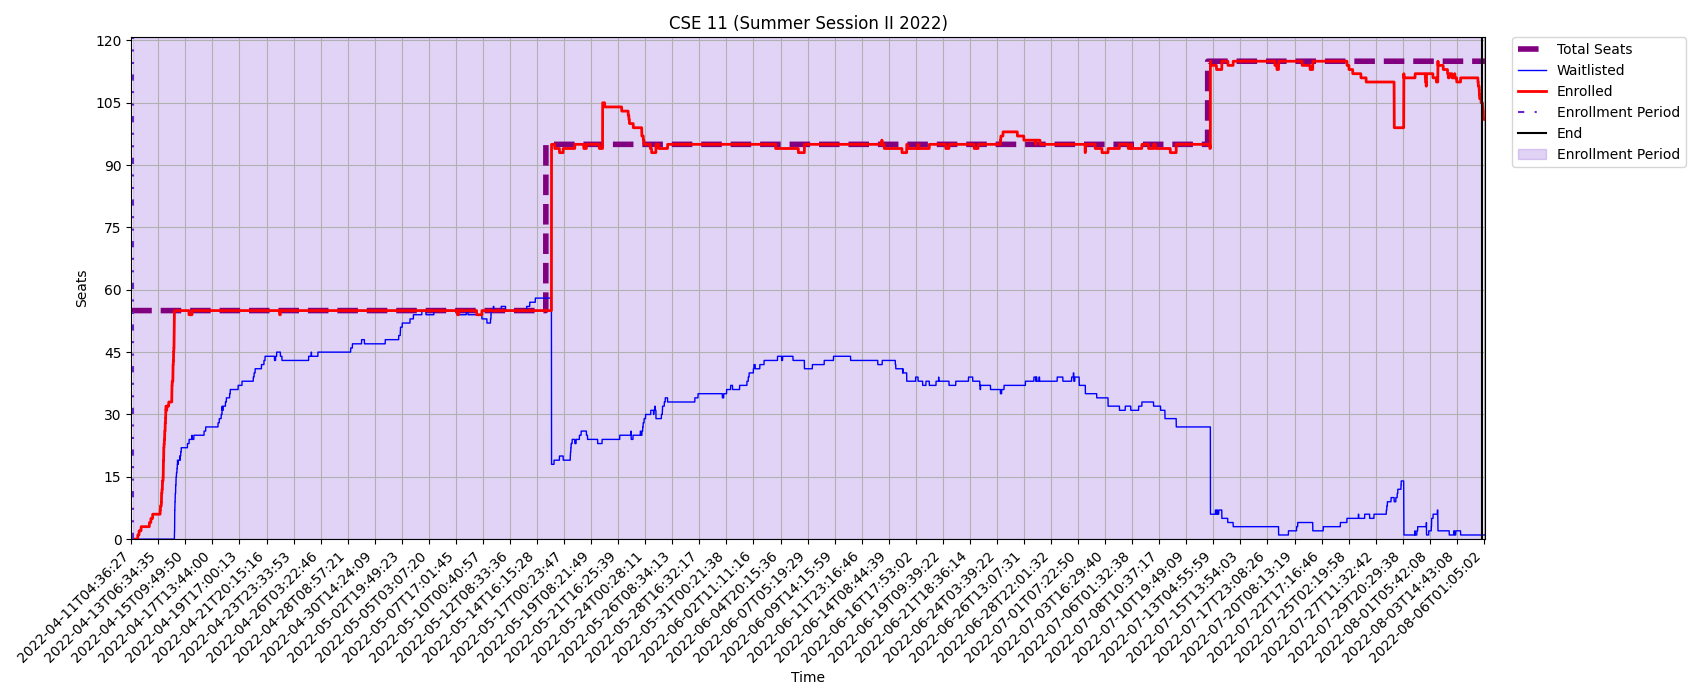 CSE 11 (Summer Session II 2022)
120
105
90
75
60
45
30
15
0
Seats
Total Seats
Waitlisted
Enrolled
Enrollment Period
End
Enrollment Period
2022-04-11T04:36:27
2022-04-13T06:34:35
2022-04-15T09:49:50
2022-04-17T13:44:00
2022-04-19T17:00:13
2022-04-21T20:15:16
2022-04-23T23:33:53
2022-04-26T03:22:46
2022-04-28T08:57:21
2022-04-30T14:24:09
2022-05-02T19:49:23
2022-05-05T03:07:20
2022-05-07T17:01:45
2022-05-10T00:40:57
2022-05-12T08:33:36
2022-05-14T16:15:28
2022-05-17T00:23:47
2022-05-19T08:21:49
2022-05-21T16:25:39
2022-05-24T00:28:11
2022-05-26T08:34:13
2022-05-28T16:32:17
2022-05-31T00:21:38
2022-06-02T11:11:16
2022-06-04T20:15:36
2022-06-07T05:19:29
2022-06-09T14:15:59
2022-06-11T23:16:46
2022-06-14T08:44:39
2022-06-16T17:53:02
2022-06-19T09:39:22
2022-06-21T18:36:14
2022-06-24T03:39:22
2022-06-26T13:07:31
2022-06-28T22:01:32
2022-07-01T07:22:50
2022-07-03T16:29:40
2022-07-06T01:32:38
2022-07-08T10:37:17
2022-07-10T19:49:09
2022-07-13T04:55:59
2022-07-15T13:54:03
2022-07-17T23:08:26
2022-07-20T08:13:19
2022-07-22T17:16:46
2022-07-25T02:19:58
2022-07-27T11:32:42
2022-07-29T20:29:38
2022-08-01T05:42:08
2022-08-03T14:43:08
2022-08-06T01:05:02
Time